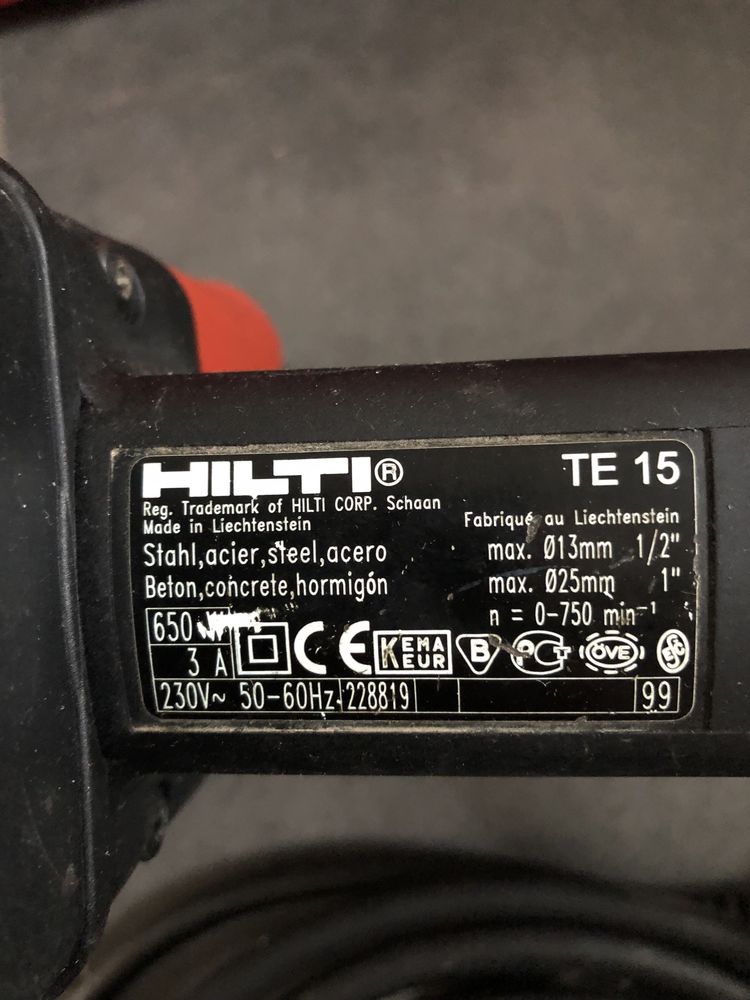 HILTI® TE 15
Reg. Trademark of HILTI CORP. Schaan
Made in Liechtenstein
Fabriqué au Liechtenstein
Stahl,acier,steel,acero max. Ø13mm 1/2"
Beton,concrete,hormigón max. Ø25mm 1"
n = 0-750 min⁻¹
650 W
3 A
CE KEMA EUR B PCT ÖVE
230V~ 50-60Hz 228819 99